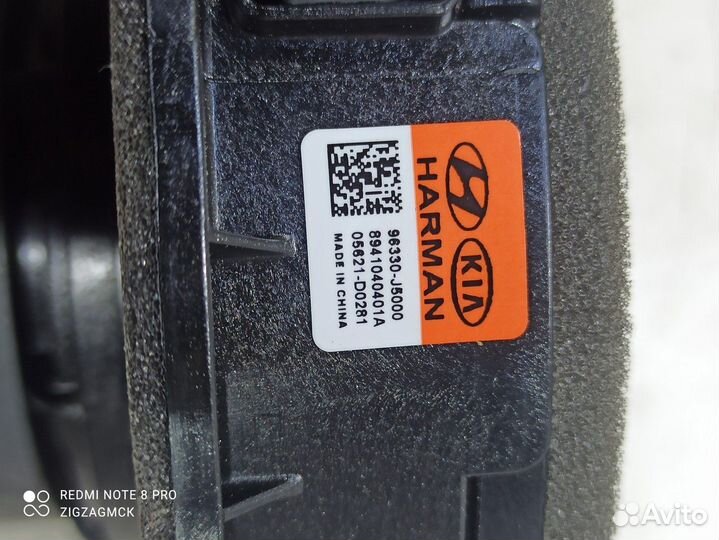 KIA
HARMAN
96330-J5000
8941040401A
05621-D0281
MADE IN CHINA
REDMI NOTE 8 PRO
ZIGZAGMCK
Avito